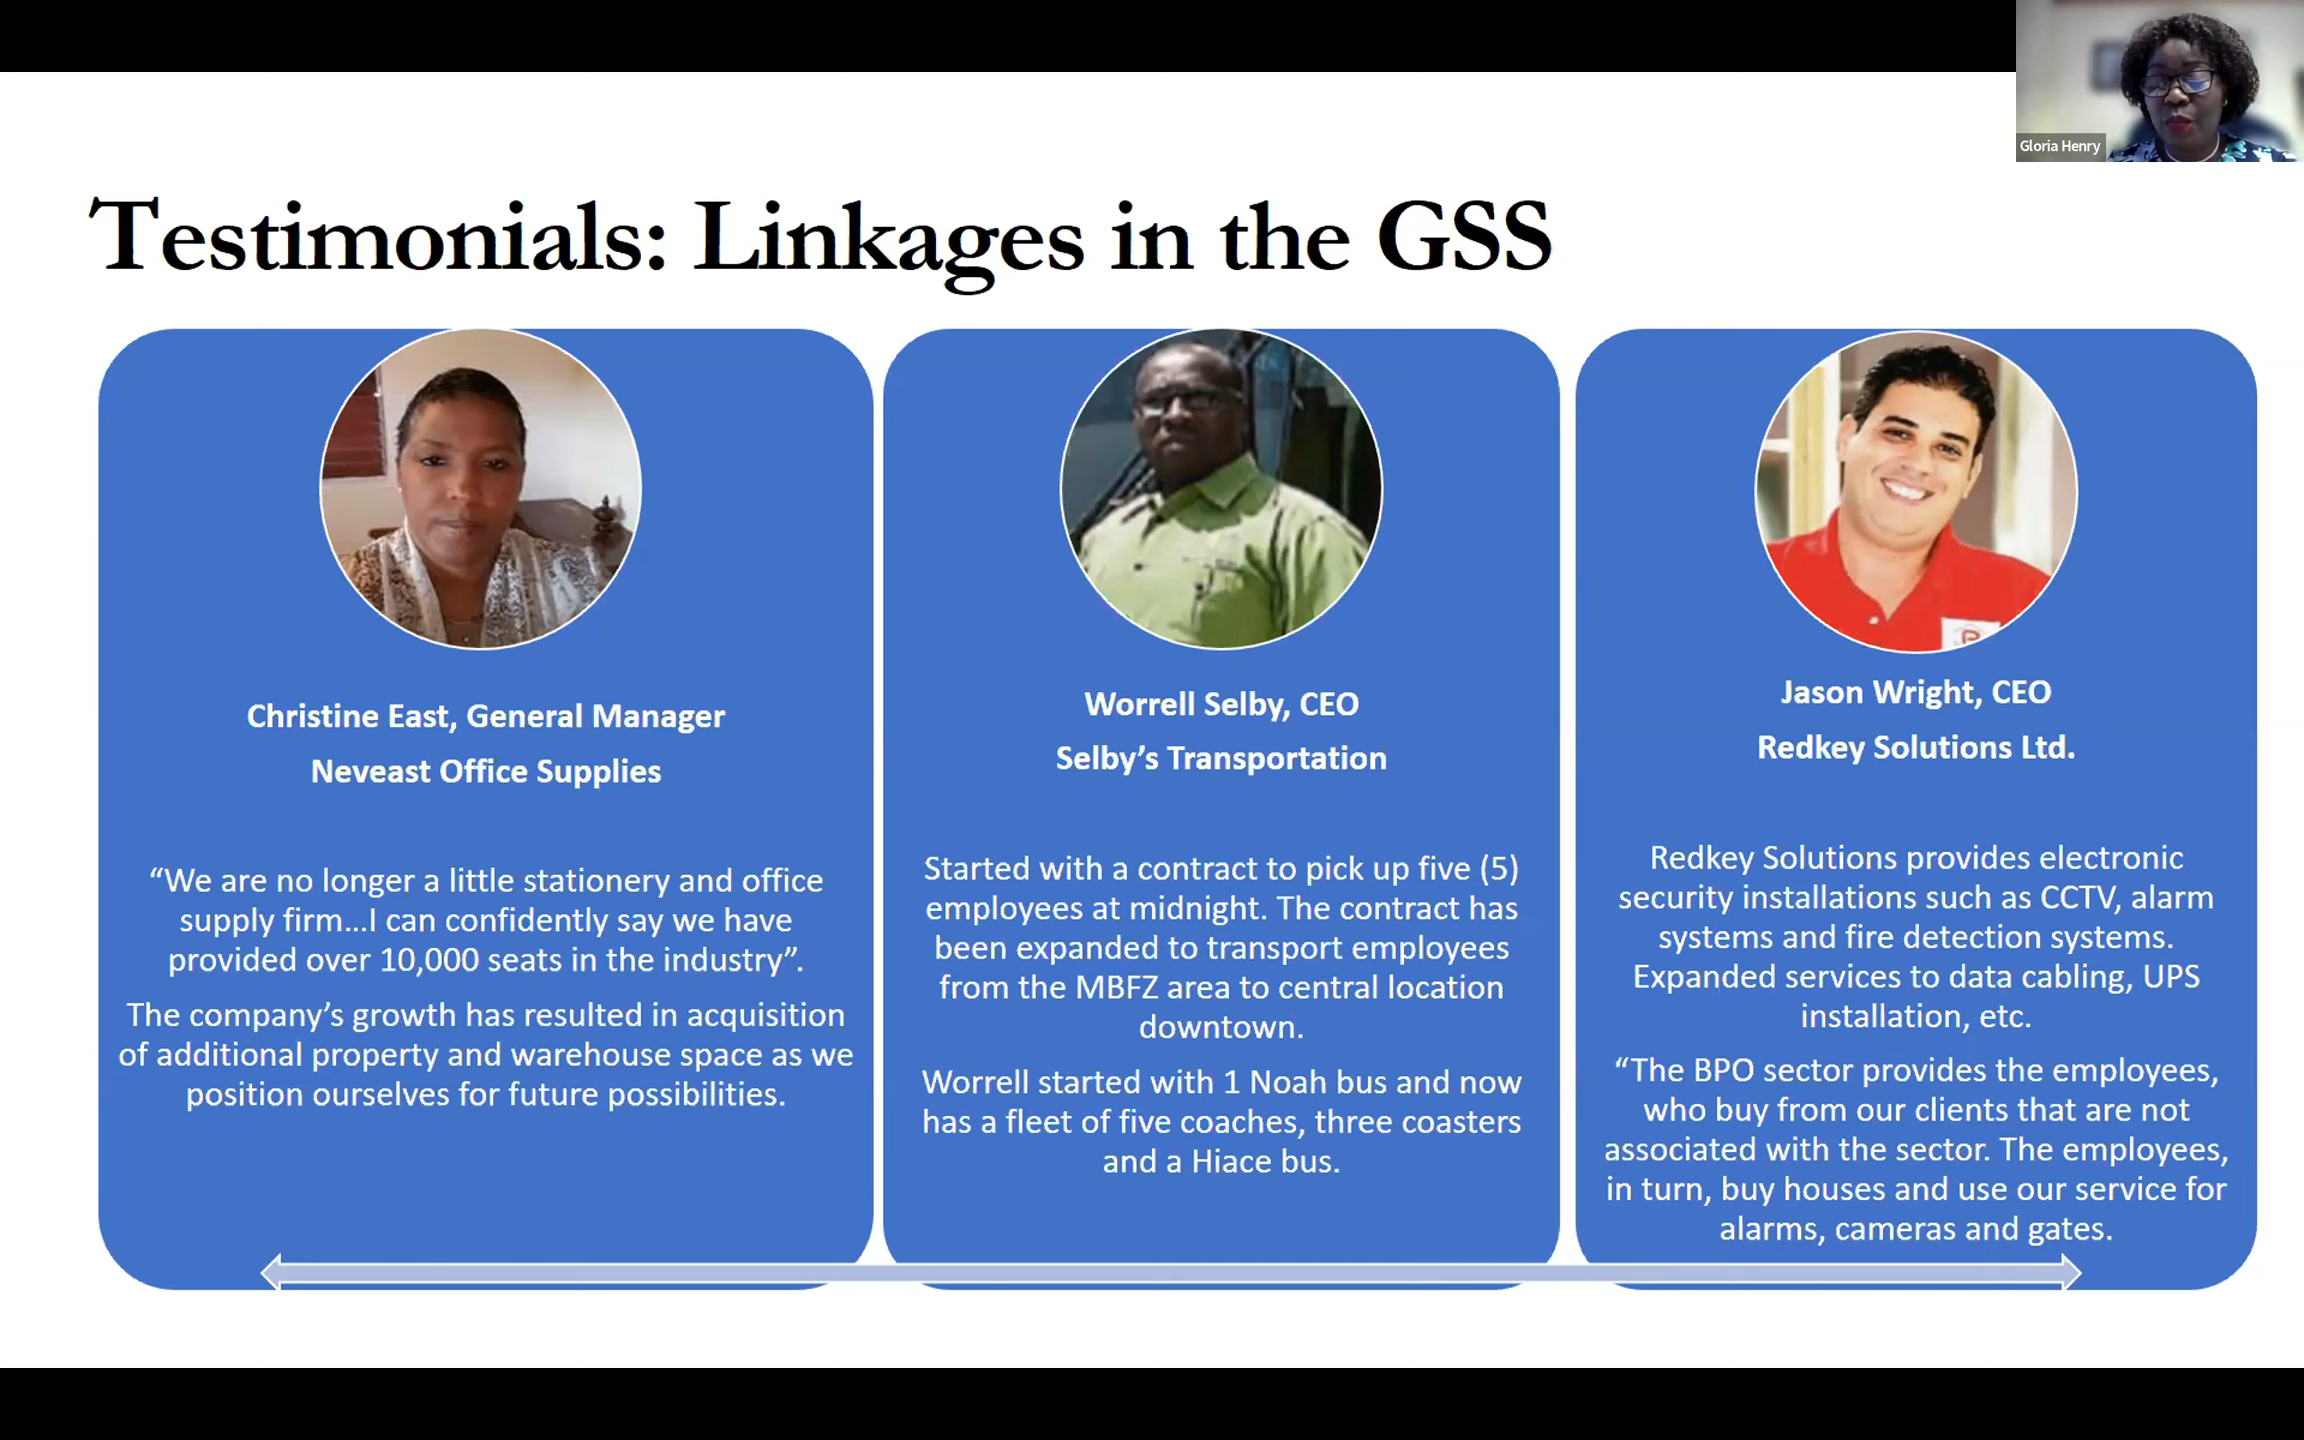 Gloria Henry
Testimonials: Linkages in the GSS
Christine East, General Manager
Neveast Office Supplies
“We are no longer a little stationery and office
supply firm...I can confidently say we have
provided over 10,000 seats in the industry”.
The company’s growth has resulted in acquisition
of additional property and warehouse space as we
position ourselves for future possibilities.
Worrell Selby, CEO
Selby’s Transportation
Started with a contract to pick up five (5)
employees at midnight. The contract has
been expanded to transport employees
from the MBFZ area to central location
downtown.
Worrell started with 1 Noah bus and now
has a fleet of five coaches, three coasters
and a Hiace bus.
Jason Wright, CEO
Redkey Solutions Ltd.
Redkey Solutions provides electronic
security installations such as CCTV, alarm
systems and fire detection systems.
Expanded services to data cabling, UPS
installation, etc.
“The BPO sector provides the employees,
who buy from our clients that are not
associated with the sector. The employees,
in turn, buy houses and use our service for
alarms, cameras and gates.